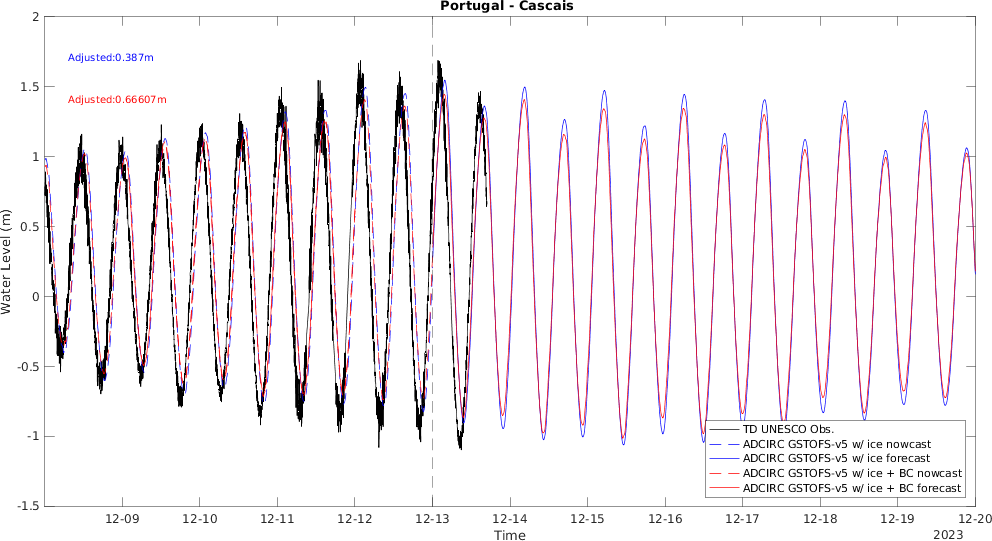 Portugal - Cascais
2
1.5
1
0.5
0
-0.5
-1
-1.5
Water Level (m)
Adjusted:0.387m
Adjusted:0.66607m
TD UNESCO Obs.
ADCIRC GSTOFS-v5 w/ ice nowcast
ADCIRC GSTOFS-v5 w/ ice forecast
ADCIRC GSTOFS-v5 w/ ice + BC nowcast
ADCIRC GSTOFS-v5 w/ ice + BC forecast
12-09 12-10 12-11 12-12 12-13 12-14 12-15 12-16 12-17 12-18 12-19 12-20
Time
2023